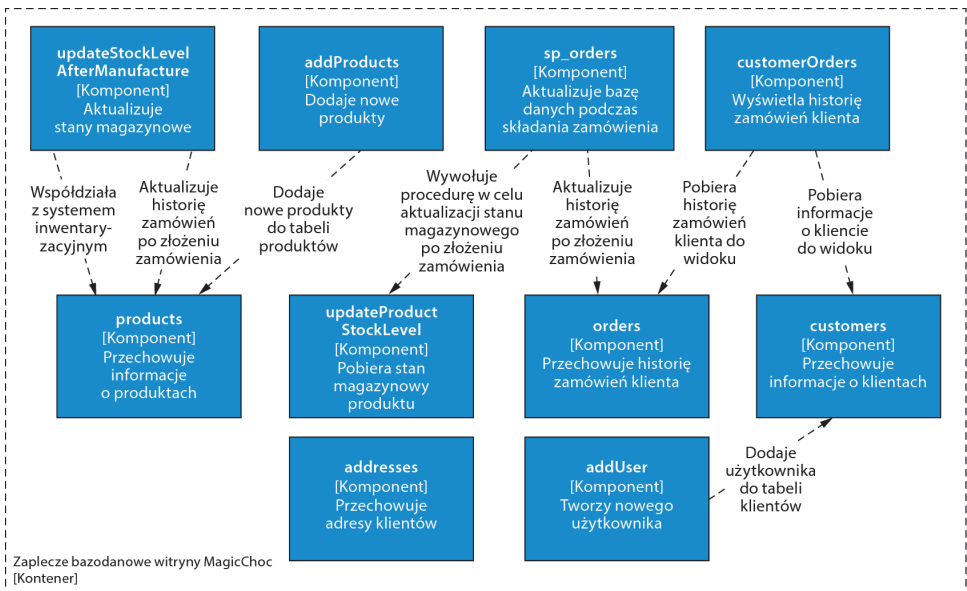 updateStockLevel
AfterManufacture
[Komponent]
Aktualizuje
stany magazynowe
addProducts
[Komponent]
Dodaje nowe
produkty
sp_orders
[Komponent]
Aktualizuje bazę
danych podczas
składania zamówienia
customerOrders
[Komponent]
Wyświetla historię
zamówień klienta
Współdziała
z systemem
inwentary-
zacyjnym
Aktualizuje
historię
zamówień
po złożeniu
zamówienia
Dodaje
nowe produkty
do tabeli
produktów
Wywołuje
procedurę w celu
aktualizacji stanu
magazynowego
po złożeniu
zamówienia
Aktualizuje
historię
zamówień
po złożeniu
zamówienia
Pobiera
historię
zamówień
klienta do
widoku
Pobiera
informacje
o kliencie
do widoku
products
[Komponent]
Przechowuje
informacje
o produktach
updateProduct
StockLevel
[Komponent]
Pobiera stan
magazynowy
produktu
orders
[Komponent]
Przechowuje historię
zamówień klienta
customers
[Komponent]
Przechowuje
informacje o klientach
addresses
[Komponent]
Przechowuje
adresy klientów
addUser
[Komponent]
Tworzy nowego
użytkownika
Dodaje
użytkownika
do tabeli
klientów
Zaplecze bazodanowe witryny MagicChoc
[Kontener]